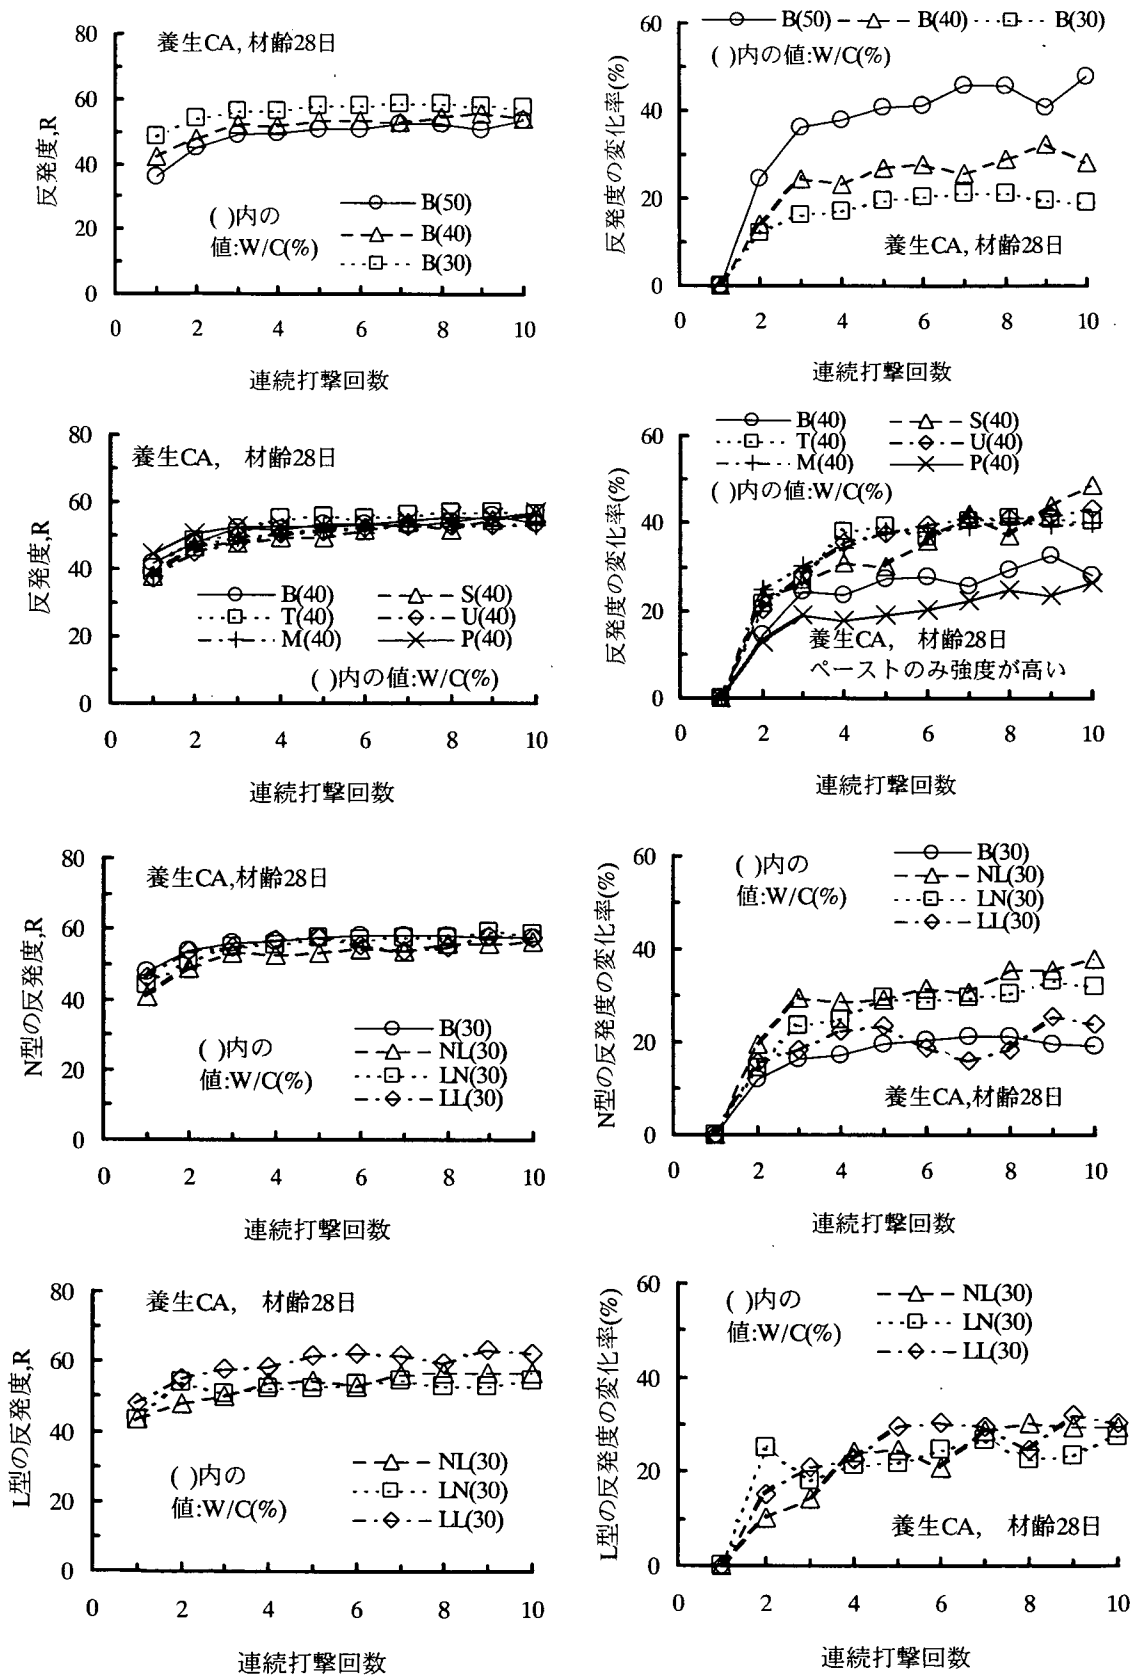 80
60
40
20
0
反発度,R
養生CA, 材齢28日
( )内の
値:W/C(%)
B(50)
B(40)
B(30)
0 2 4 6 8 10
連続打撃回数
B(50) B(40) B(30)
( )内の値:W/C(%)
60
40
20
0
反発度の変化率(%)
養生CA, 材齢28日
0 2 4 6 8 10
連続打撃回数
80
60
40
20
0
反発度,R
養生CA, 材齢28日
B(40) S(40)
T(40) U(40)
M(40) P(40)
( )内の値:W/C(%)
0 2 4 6 8 10
連続打撃回数
B(40) S(40)
T(40) U(40)
M(40) P(40)
( )内の値:W/C(%)
60
40
20
0
反発度の変化率(%)
養生CA, 材齢28日
ペーストのみ強度が高い
0 2 4 6 8 10
連続打撃回数
80
60
40
20
0
N型の反発度,R
養生CA,材齢28日
( )内の
値:W/C(%)
B(30)
NL(30)
LN(30)
LL(30)
0 2 4 6 8 10
連続打撃回数
60
40
20
0
N型の反発度の変化率(%)
( )内の
値:W/C(%)
B(30)
NL(30)
LN(30)
LL(30)
養生CA,材齢28日
0 2 4 6 8 10
連続打撃回数
80
60
40
20
0
L型の反発度,R
養生CA, 材齢28日
( )内の
値:W/C(%)
NL(30)
LN(30)
LL(30)
0 2 4 6 8 10
連続打撃回数
60
40
20
0
L型の反発度の変化率(%)
( )内の
値:W/C(%)
NL(30)
LN(30)
LL(30)
養生CA, 材齢28日
0 2 4 6 8 10
連続打撃回数